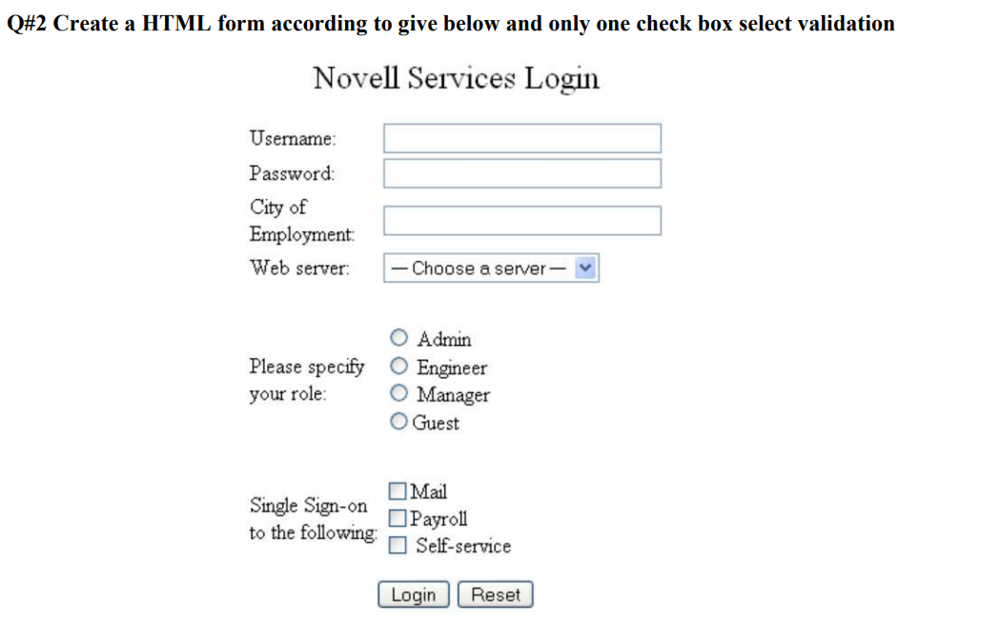 Q#2 Create a HTML form according to give below and only one check box select validation
Novell Services Login
Username:
Password:
City of
Employment:
Web server:
— Choose a server —
Please specify
your role:
Admin
Engineer
Manager
Guest
Single Sign-on
to the following:
Mail
Payroll
Self-service
Login
Reset